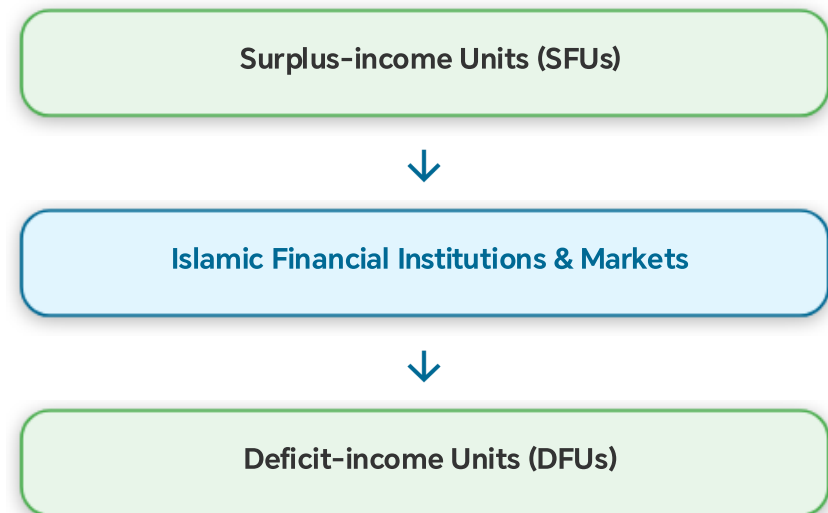 Surplus-income Units (SFUs)
Islamic Financial Institutions & Markets
Deficit-income Units (DFUs)